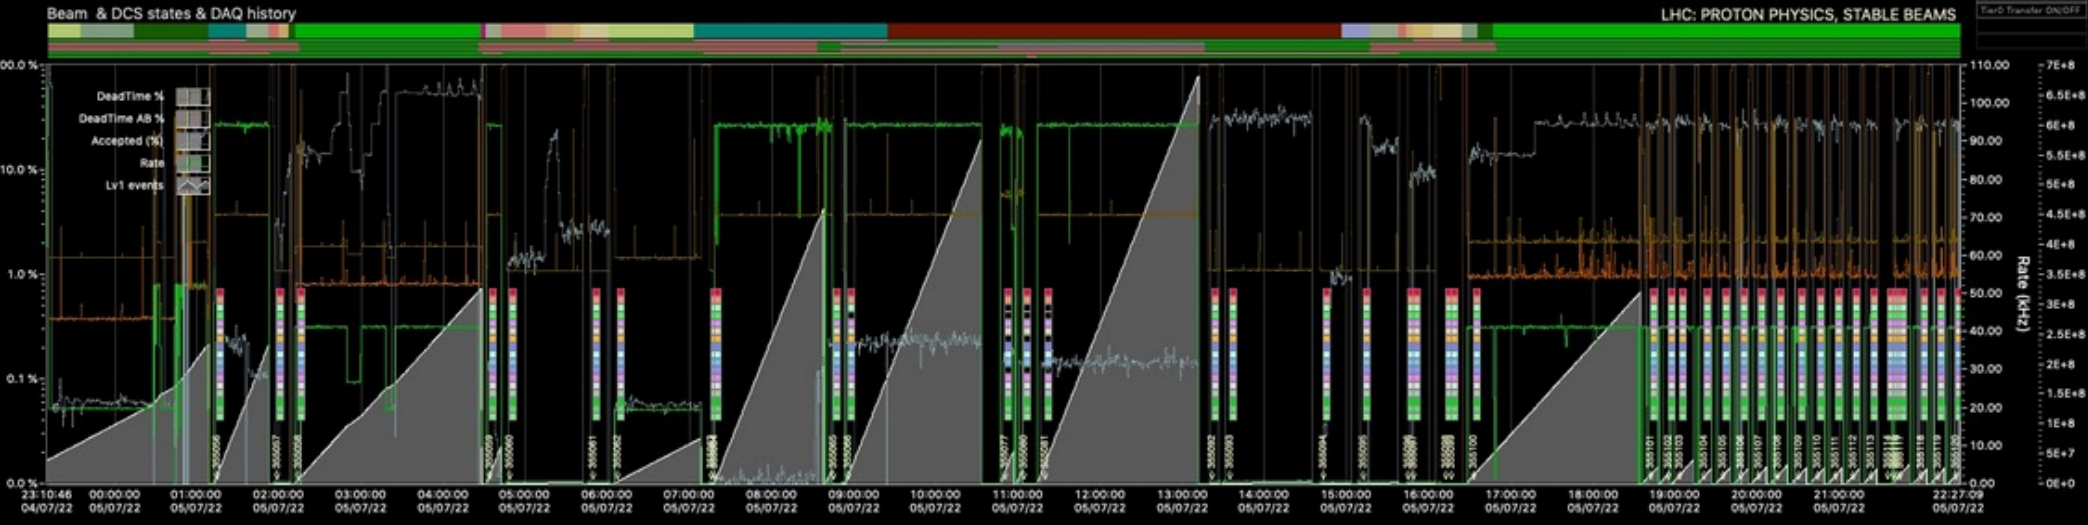 Beam & DCS states & DAQ history
LHC: PROTON PHYSICS, STABLE BEAMS
Tier0 Transfer ON/OFF
00.0 %
10.0 %
1.0 %
0.1 %
0.0 %
DeadTime %
DeadTime AB %
Accepted (%)
Rate
Lv1 events
110.00
100.00
90.00
80.00
70.00
60.00
50.00
40.00
30.00
20.00
10.00
0.00
Rate (kHz)
7E+8
6.5E+8
6E+8
5.5E+8
5E+8
4.5E+8
4E+8
3.5E+8
3E+8
2.5E+8
2E+8
1.5E+8
1E+8
5E+7
0E+0
23:10:46 00:00:00 01:00:00 02:00:00 03:00:00 04:00:00 05:00:00 06:00:00 07:00:00 08:00:00 09:00:00 10:00:00 11:00:00 12:00:00 13:00:00 14:00:00 15:00:00 16:00:00 17:00:00 18:00:00 19:00:00 20:00:00 21:00:00 22:27:09
04/07/22 05/07/22 05/07/22 05/07/22 05/07/22 05/07/22 05/07/22 05/07/22 05/07/22 05/07/22 05/07/22 05/07/22 05/07/22 05/07/22 05/07/22 05/07/22 05/07/22 05/07/22 05/07/22 05/07/22 05/07/22 05/07/22 05/07/22 05/07/22